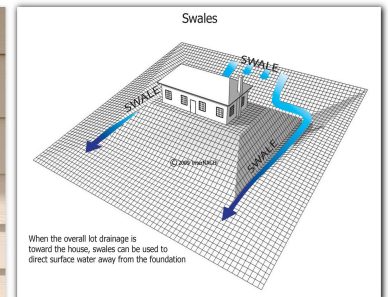 Swales
SWALE
SWALE
SWALE
© 2009 InterNACHI
When the overall lot drainage is
toward the house, swales can be used to
direct surface water away from the foundation